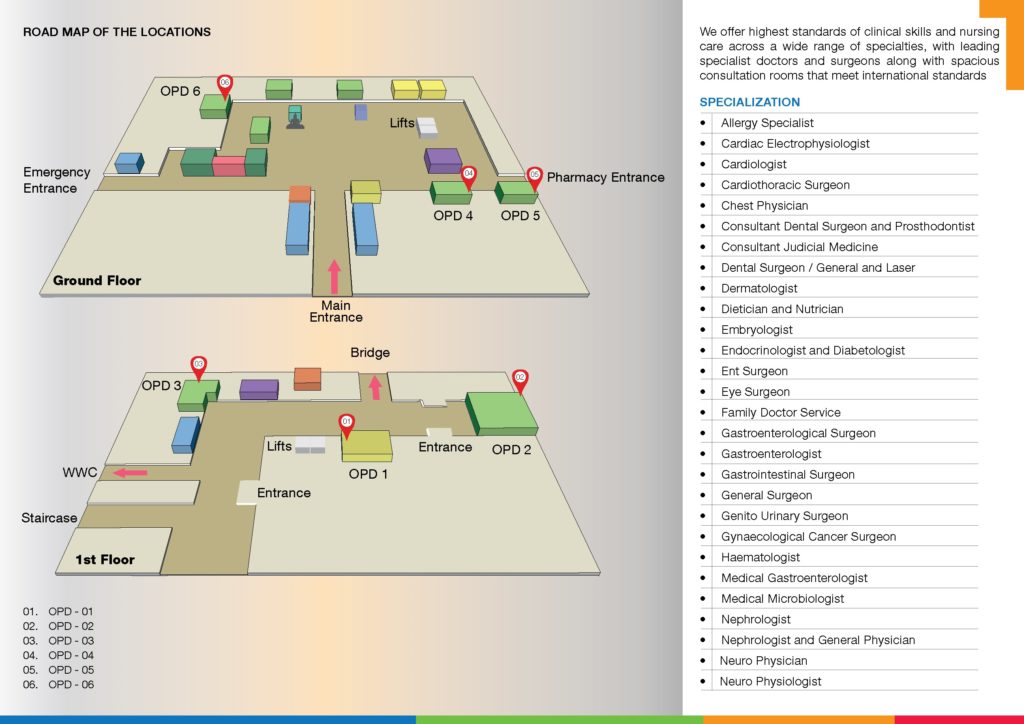 ROAD MAP OF THE LOCATIONS
06
OPD 6
Lifts
Emergency
Entrance
04
05
Pharmacy Entrance
OPD 4
OPD 5
Ground Floor
Main
Entrance
Bridge
03
OPD 3
02
01
Lifts
Entrance
OPD 2
OPD 1
WWC
Entrance
Staircase
1st Floor
01. OPD - 01
02. OPD - 02
03. OPD - 03
04. OPD - 04
05. OPD - 05
06. OPD - 06
We offer highest standards of clinical skills and nursing
care across a wide range of specialties, with leading
specialist doctors and surgeons along with spacious
consultation rooms that meet international standards
SPECIALIZATION
• Allergy Specialist
• Cardiac Electrophysiologist
• Cardiologist
• Cardiothoracic Surgeon
• Chest Physician
• Consultant Dental Surgeon and Prosthodontist
• Consultant Judicial Medicine
• Dental Surgeon / General and Laser
• Dermatologist
• Dietician and Nutrician
• Embryologist
• Endocrinologist and Diabetologist
• Ent Surgeon
• Eye Surgeon
• Family Doctor Service
• Gastroenterological Surgeon
• Gastroenterologist
• Gastrointestinal Surgeon
• General Surgeon
• Genito Urinary Surgeon
• Gynaecological Cancer Surgeon
• Haematologist
• Medical Gastroenterologist
• Medical Microbiologist
• Nephrologist
• Nephrologist and General Physician
• Neuro Physician
• Neuro Physiologist